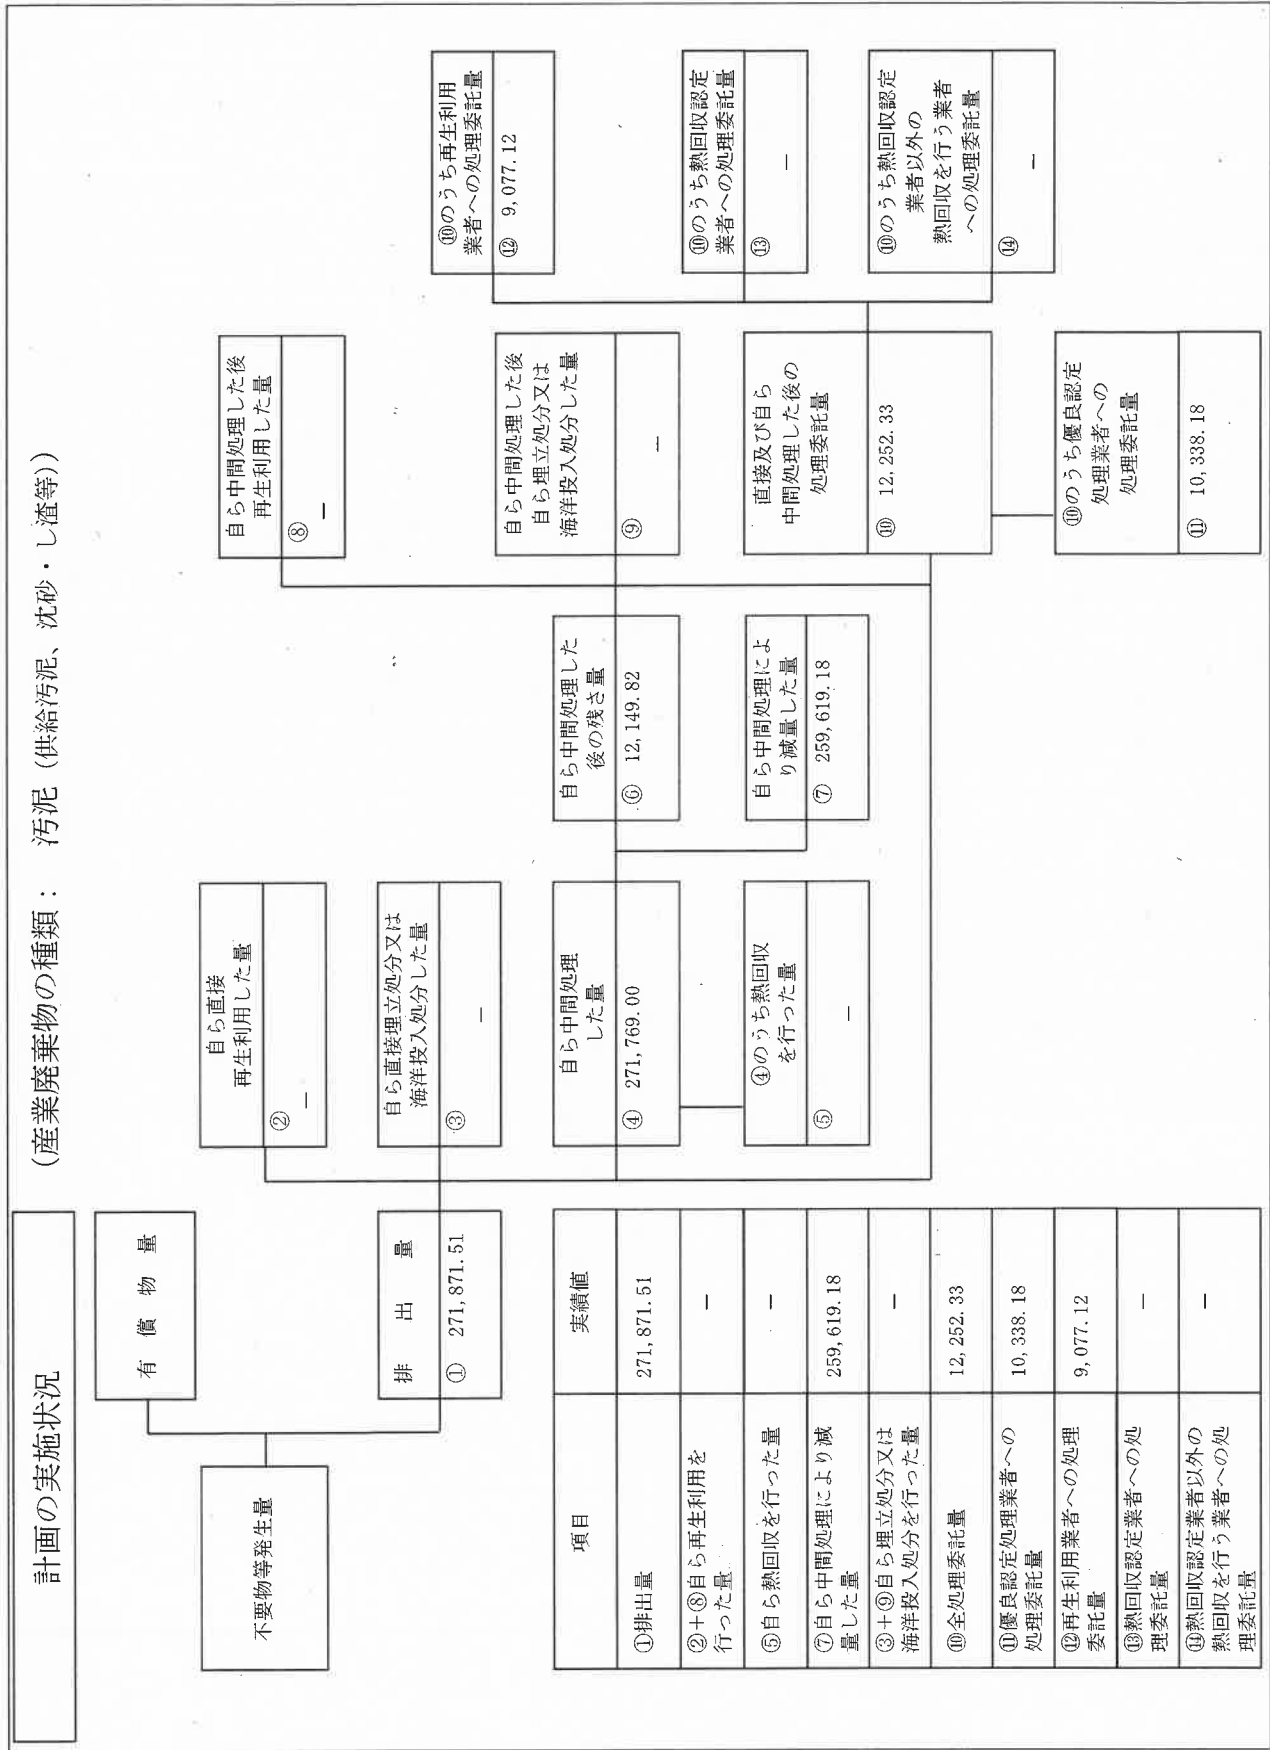 計画の実施状況
(産業廃棄物の種類： 汚泥 (供給汚泥、沈砂・し渣等))
不要物等発生量
有 償 物 量
排 出 量
① 271,871.51
自ら直接
再生利用した量
②
－
自ら直接埋立処分又は
海洋投入処分した量
③
－
自ら中間処理
した量
④ 271,769.00
④のうち熱回収
を行った量
⑤
－
自ら中間処理した
後の残さ量
⑥ 12,149.82
自ら中間処理によ
り減量した量
⑦ 259,619.18
自ら中間処理した後
再生利用した量
⑧
－
自ら中間処理した後
自ら埋立処分又は
海洋投入処分した量
⑨
－
直接及び自ら
中間処理した後の
処理委託量
⑩ 12,252.33
⑩のうち優良認定
処理業者への
処理委託量
⑪ 10,338.18
⑩のうち再生利用
業者への処理委託量
⑫ 9,077.12
⑩のうち熱回収認定
業者への処理委託量
⑬
－
⑩のうち熱回収認定
業者以外の
熱回収を行う業者
への処理委託量
⑭
－
項目 実績値
①排出量 271,871.51
②＋⑧自ら再生利用を
行った量 －
⑤自ら熱回収を行った量 －
⑦自ら中間処理により減
量した量 259,619.18
③＋⑨自ら埋立処分又は
海洋投入処分を行った量 －
⑩全処理委託量 12,252.33
⑪優良認定処理業者への
処理委託量 10,338.18
⑫再生利用業者への処理
委託量 9,077.12
⑬熱回収認定業者への処
理委託量 －
⑭熱回収認定業者以外の
熱回収を行う業者への処
理委託量 －